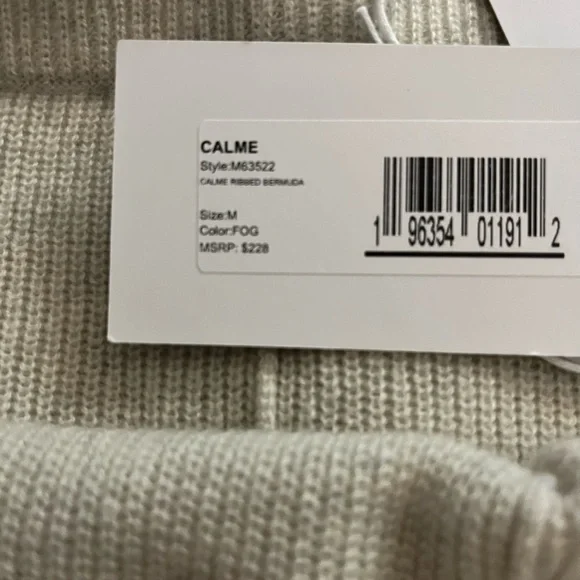 CALME
Style:M63522
CALME RIBBED BERMUDA
Size:M
Color:FOG
MSRP: $228
1 96354 01191 2